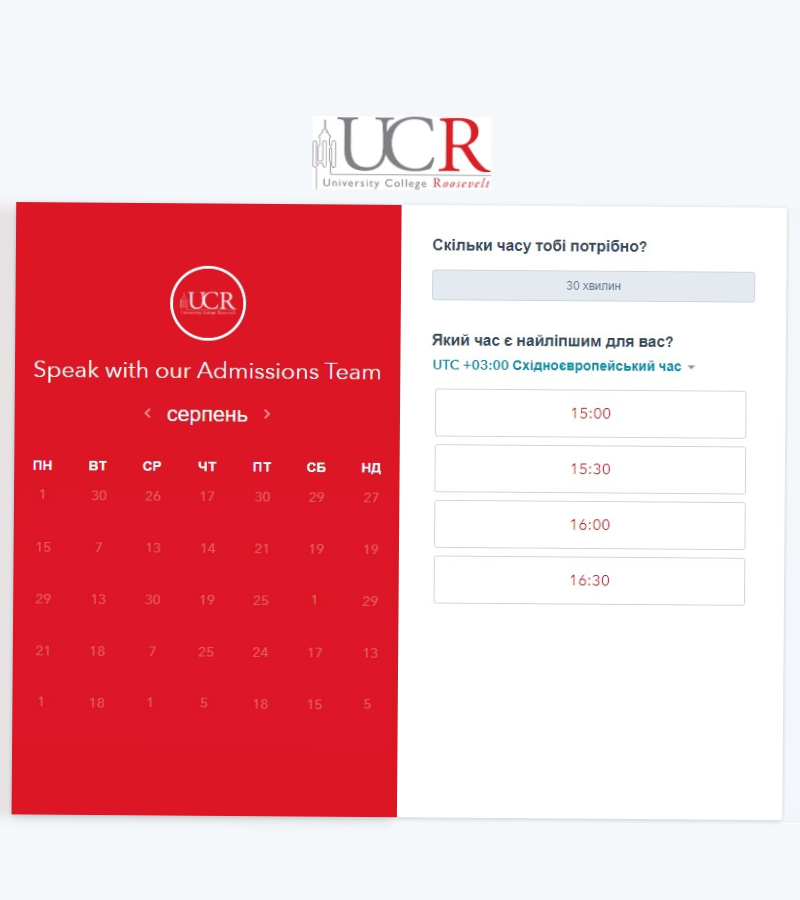 UCR
University College Roosevelt
UCR
Speak with our Admissions Team
серпень
ПН ВТ СР ЧТ ПТ СБ НД
1 30 26 17 30 29 27
15 7 13 14 21 19 19
29 13 30 19 25 1 29
21 18 7 25 24 17 13
1 18 1 5 18 15 5
Скільки часу тобі потрібно?
30 хвилин
Який час є найліпшим для вас?
UTC +03:00 Східноєвропейський час
15:00
15:30
16:00
16:30